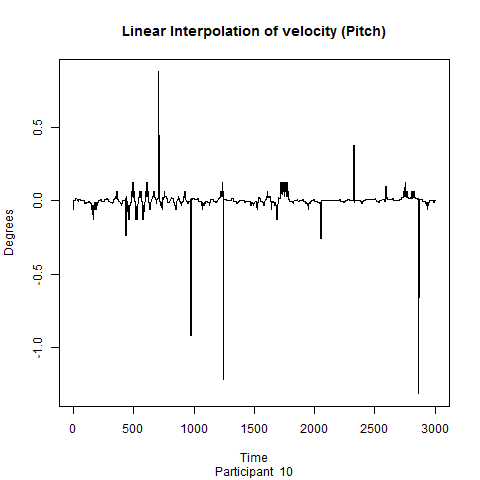 Linear Interpolation of velocity (Pitch)
Degrees
0.5
0.0
-0.5
-1.0
0 500 1000 1500 2000 2500 3000
Time
Participant 10